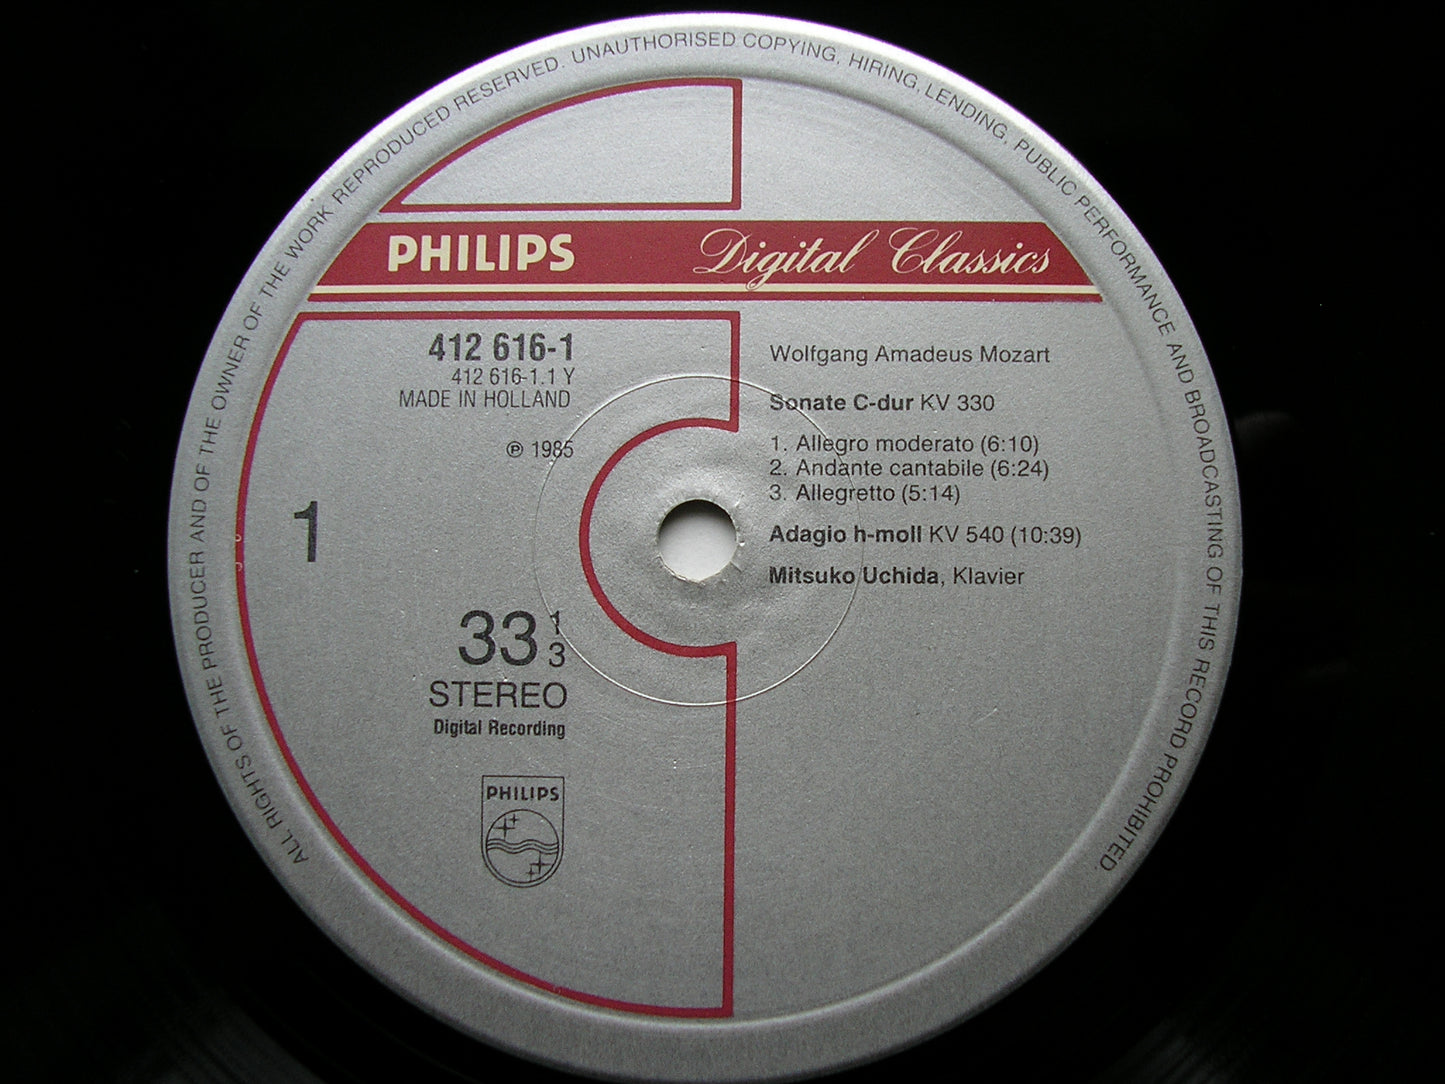 ALL RIGHTS OF THE PRODUCER AND OF THE OWNER OF THE WORK REPRODUCED RESERVED. UNAUTHORISED COPYING, HIRING, LENDING, PUBLIC PERFORMANCE AND BROADCASTING OF THIS RECORD PROHIBITED.
PHILIPS Digital Classics
412 616-1
412 616-1.1 Y
MADE IN HOLLAND
℗ 1985
1
33 1/3
STEREO
Digital Recording
PHILIPS
Wolfgang Amadeus Mozart
Sonate C-dur KV 330
1. Allegro moderato (6:10)
2. Andante cantabile (6:24)
3. Allegretto (5:14)
Adagio h-moll KV 540 (10:39)
Mitsuko Uchida, Klavier